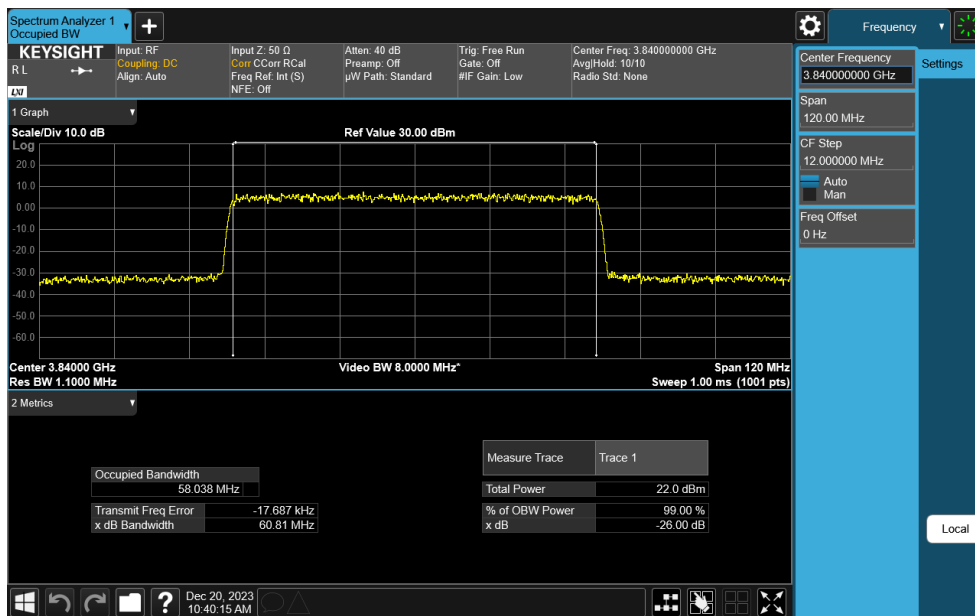 Spectrum Analyzer 1
Occupied BW
+
Frequency
KEYSIGHT
R L
LXI
Input: RF
Coupling: DC
Align: Auto
Input Z: 50 Ω
Corr CCorr RCal
Freq Ref: Int (S)
NFE: Off
Atten: 40 dB
Preamp: Off
µW Path: Standard
Trig: Free Run
Gate: Off
#IF Gain: Low
Center Freq: 3.840000000 GHz
Avg|Hold: 10/10
Radio Std: None
Center Frequency
3.840000000 GHz
Settings
Span
120.00 MHz
CF Step
12.000000 MHz
Auto
Man
Freq Offset
0 Hz
Local
1 Graph
Scale/Div 10.0 dB
Ref Value 30.00 dBm
Log
20.0
10.0
0.00
-10.0
-20.0
-30.0
-40.0
-50.0
-60.0
Center 3.84000 GHz
Video BW 8.0000 MHz*
Span 120 MHz
Res BW 1.1000 MHz
Sweep 1.00 ms (1001 pts)
2 Metrics
Occupied Bandwidth
58.038 MHz
Transmit Freq Error -17.687 kHz
x dB Bandwidth 60.81 MHz
Measure Trace Trace 1
Total Power 22.0 dBm
% of OBW Power 99.00 %
x dB -26.00 dB
?
Dec 20, 2023
10:40:15 AM